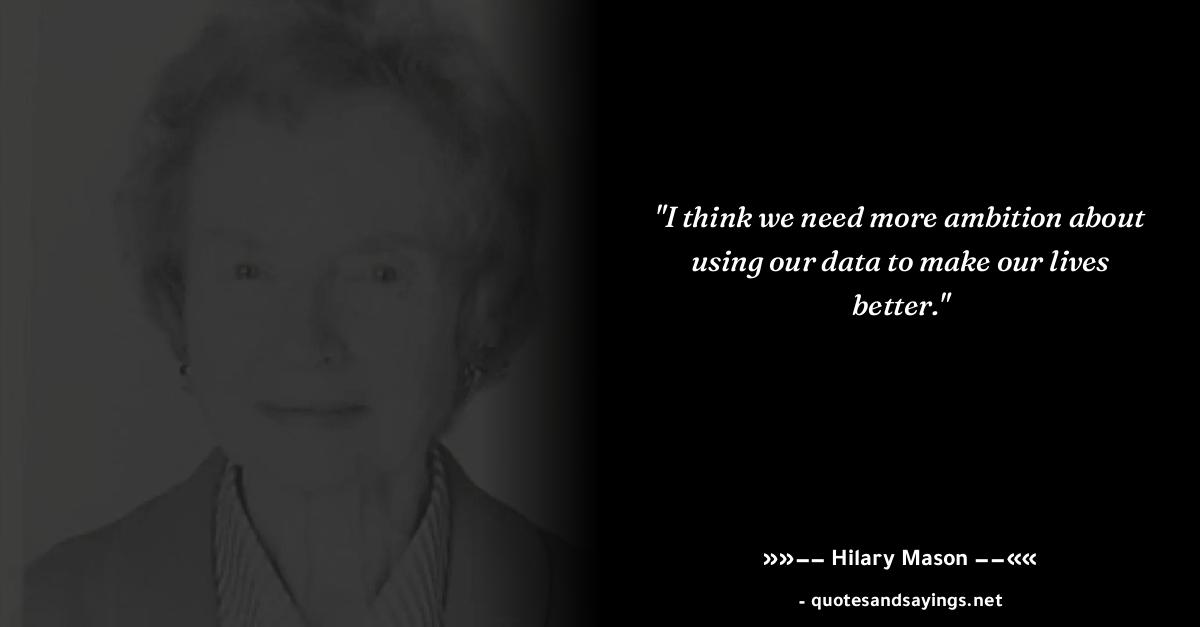 "I think we need more ambition about
using our data to make our lives
better."
»»–– Hilary Mason ––««
- quotesandsayings.net